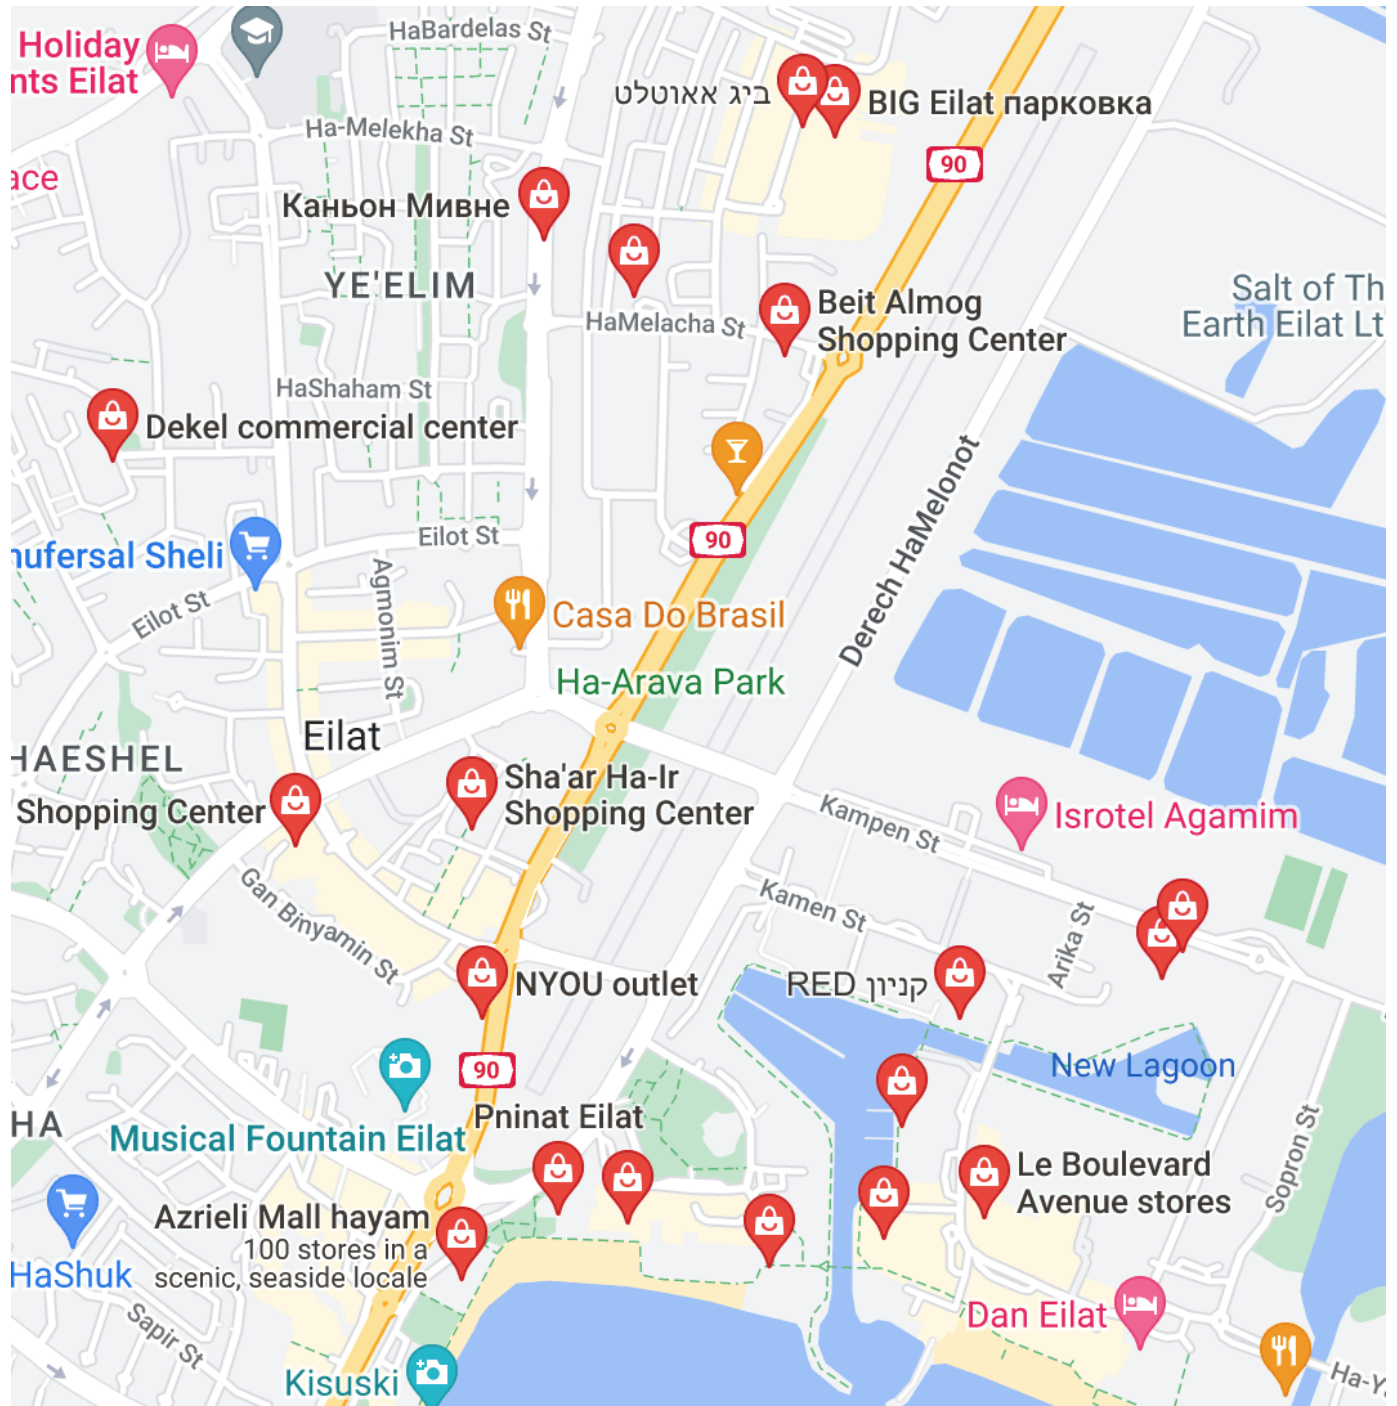 HaBardelas St
Holiday
nts Eilat
ביג אאוטלט
BIG Eilat парковка
Ha-Melekha St
90
ace
Каньон Мивне
YE'ELIM
Salt of Th
Earth Eilat Lt
Beit Almog
Shopping Center
HaMelacha St
HaShaham St
Dekel commercial center
Derech HaMelonot
90
Eilot St
nufersal Sheli
Agmonim St
Eilot St
Casa Do Brasil
Ha-Arava Park
Eilat
HAESHEL
Sha'ar Ha-Ir
Shopping Center
Shopping Center
Kampen St
Isrotel Agamim
Gan Binyamin St
Kamen St
Arika St
NYOU outlet
קניון RED
90
New Lagoon
HA
Pninat Eilat
Musical Fountain Eilat
Sopron St
Le Boulevard
Avenue stores
Azrieli Mall hayam
100 stores in a
scenic, seaside locale
HaShuk
Sapir St
Dan Eilat
Kisuski
Ha-Ya